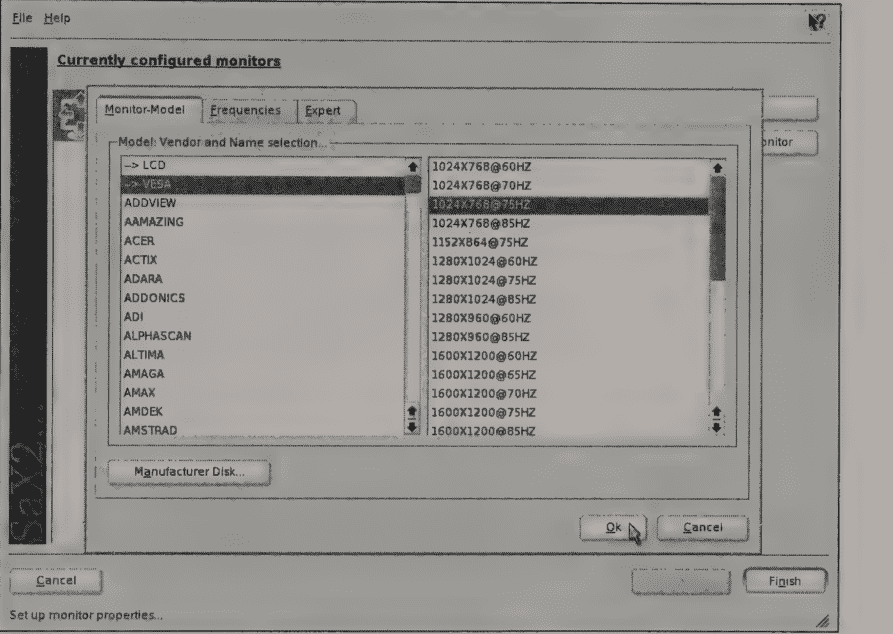 File Help
Currently configured monitors
Monitor-Model Frequencies Expert
onitor
Model: Vendor and Name selection...
--> LCD
--> VESA
ADDVIEW
AAMAZING
ACER
ACTIX
ADARA
ADDONICS
ADI
ALPHASCAN
ALTIMA
AMAGA
AMAX
AMDEK
AMSTRAD
1024X768@60HZ
1024X768@70HZ
1024X768@75HZ
1024X768@85HZ
1152X864@75HZ
1280X1024@60HZ
1280X1024@75HZ
1280X1024@85HZ
1280X960@60HZ
1280X960@85HZ
1600X1200@60HZ
1600X1200@65HZ
1600X1200@70HZ
1600X1200@75HZ
1600X1200@85HZ
Manufacturer Disk...
Ok Cancel
SaX2...
Cancel Finish
Set up monitor properties...